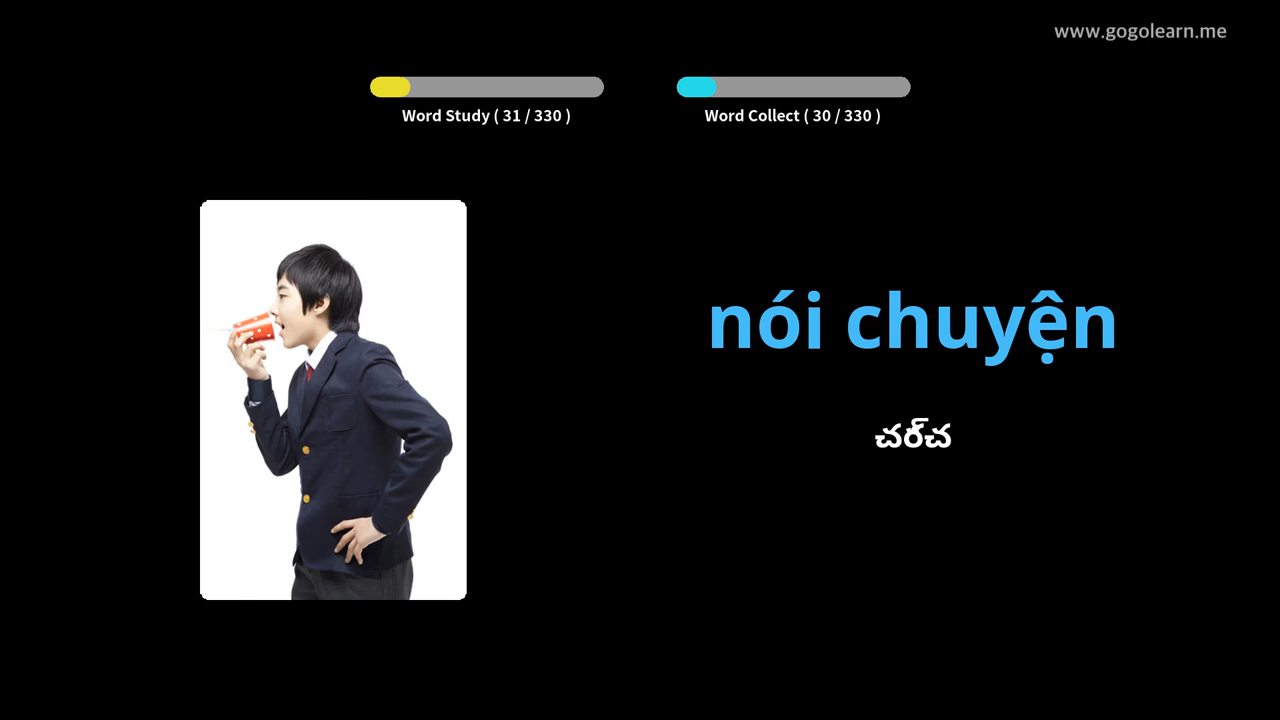 www.gogolearn.me
Word Study ( 31 / 330 )
Word Collect ( 30 / 330 )
nói chuyện
చర్చ